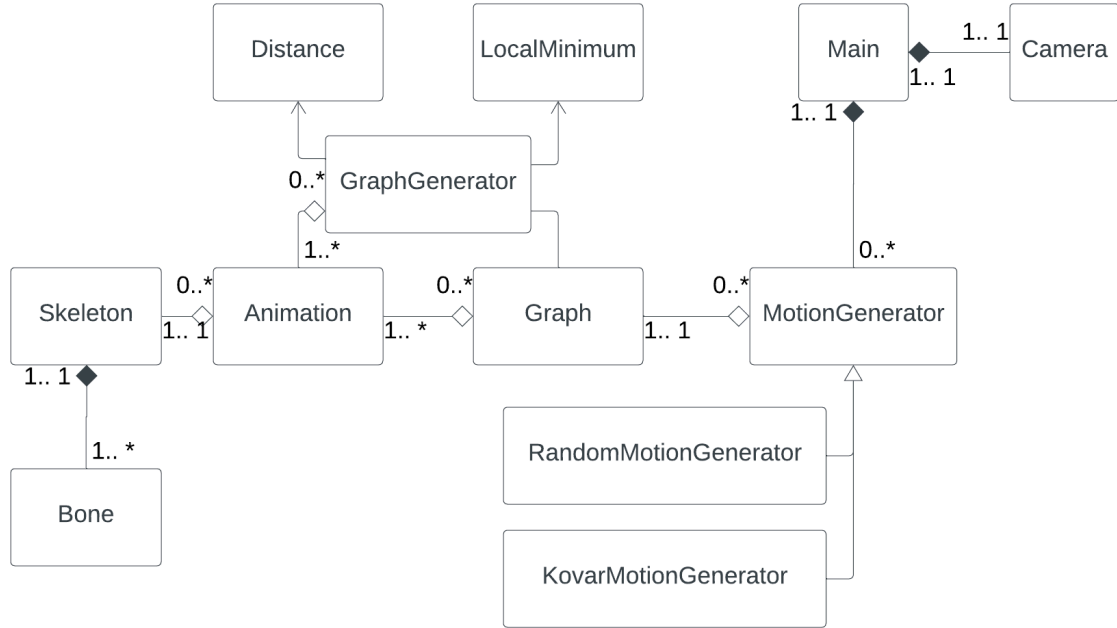 Distance
LocalMinimum
Main
1.. 1
1.. 1
Camera
1.. 1
GraphGenerator
0..*
1..*
0..*
Skeleton
0..*
1.. 1
Animation
1.. *
0..*
Graph
1.. 1
0..*
MotionGenerator
1.. 1
1.. *
Bone
RandomMotionGenerator
KovarMotionGenerator